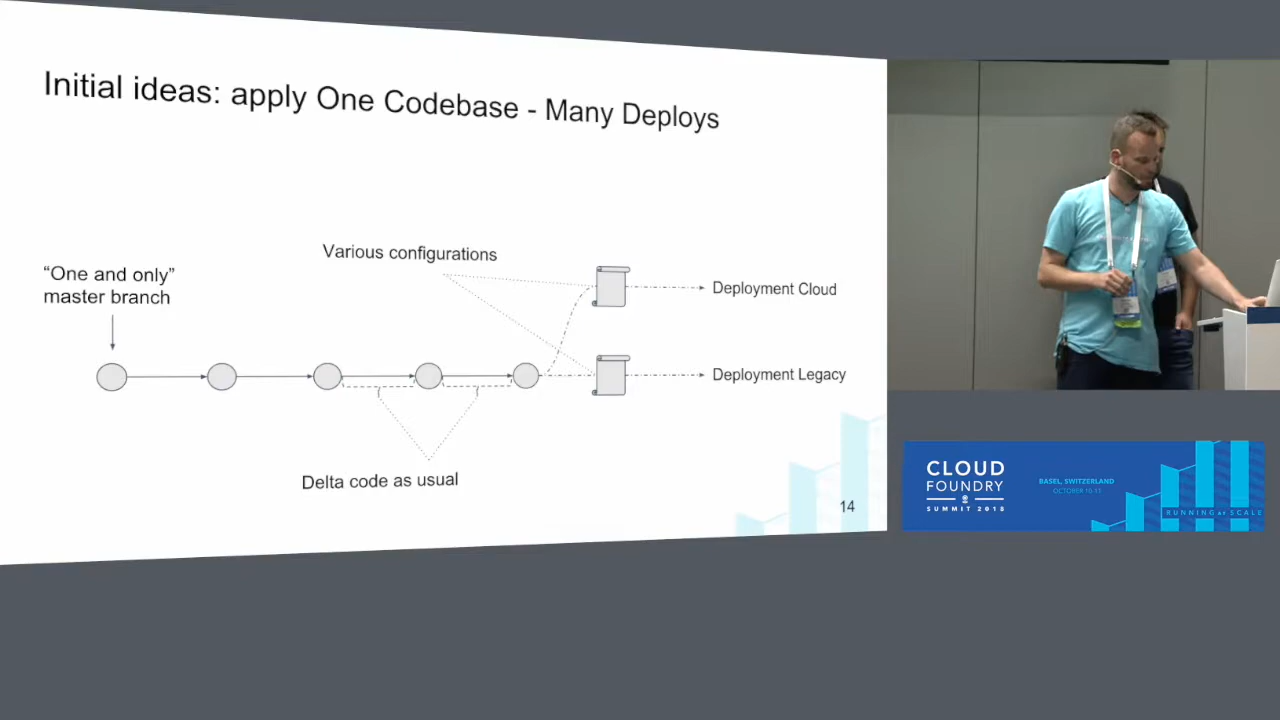 Initial ideas: apply One Codebase - Many Deploys
Various configurations
“One and only”
master branch
Deployment Cloud
Deployment Legacy
Delta code as usual
14
CLOUD
FOUNDRY
SUMMIT 2018
BASEL, SWITZERLAND
OCTOBER 10-11
RUNNING AT SCALE